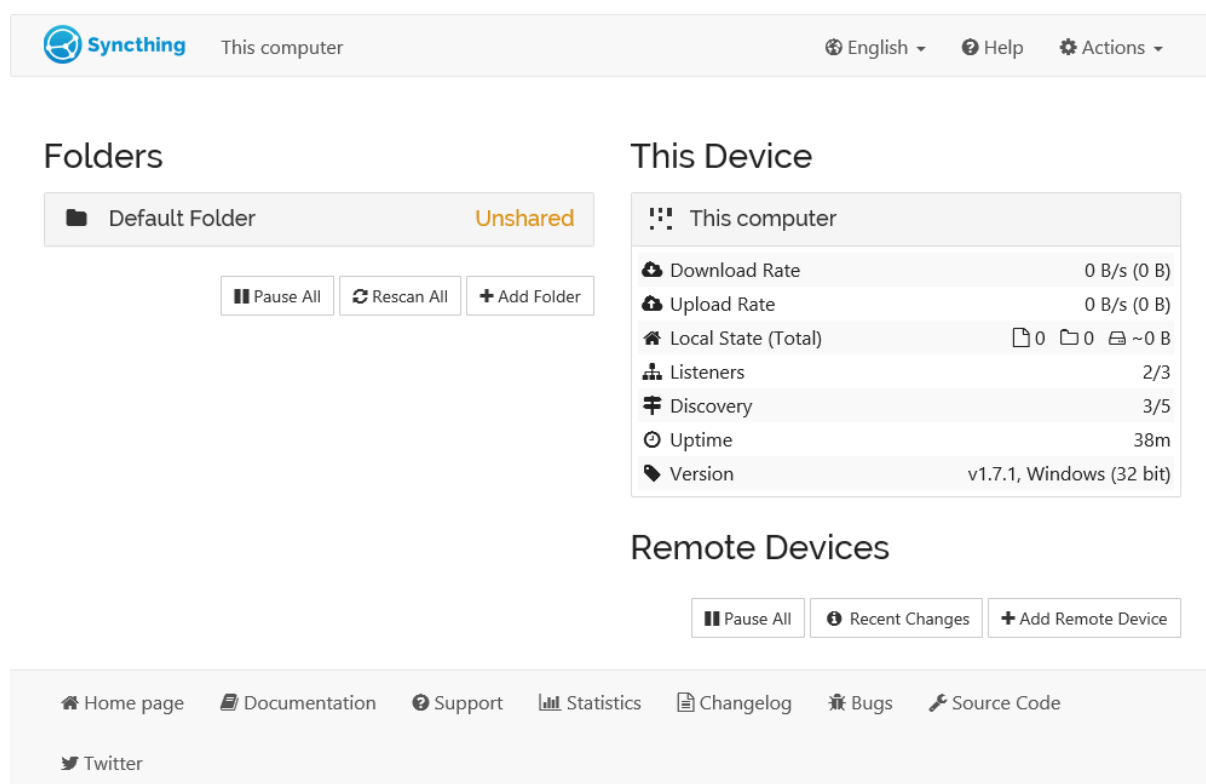 Syncthing This computer English Help Actions
Folders
Default Folder Unshared
Pause All Rescan All Add Folder
This Device
This computer
Download Rate 0 B/s (0 B)
Upload Rate 0 B/s (0 B)
Local State (Total) 0 0 ~0 B
Listeners 2/3
Discovery 3/5
Uptime 38m
Version v1.7.1, Windows (32 bit)
Remote Devices
Pause All Recent Changes Add Remote Device
Home page Documentation Support Statistics Changelog Bugs Source Code
Twitter